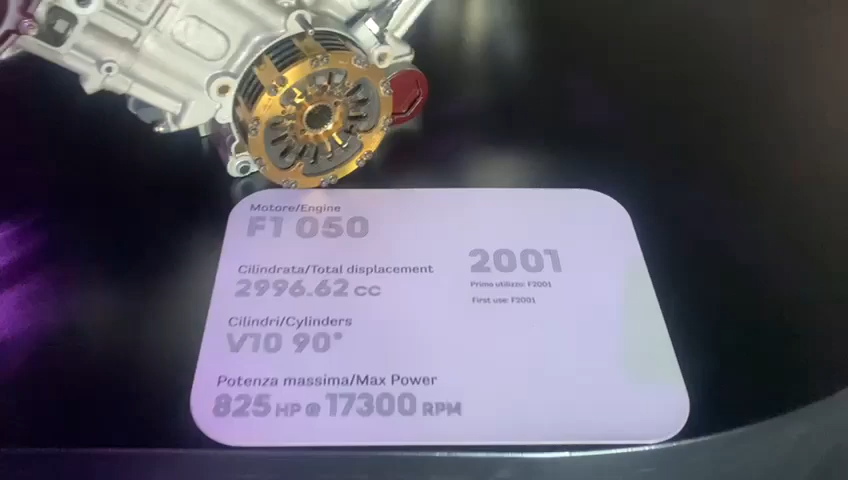 Motore/Engine
F1 050
Cilindrata/Total displacement
2996.62 cc
Cilindri/Cylinders
V10 90°
Potenza massima/Max Power
825 HP @ 17300 RPM
2001
Primo utilizzo: F2001
First use: F2001